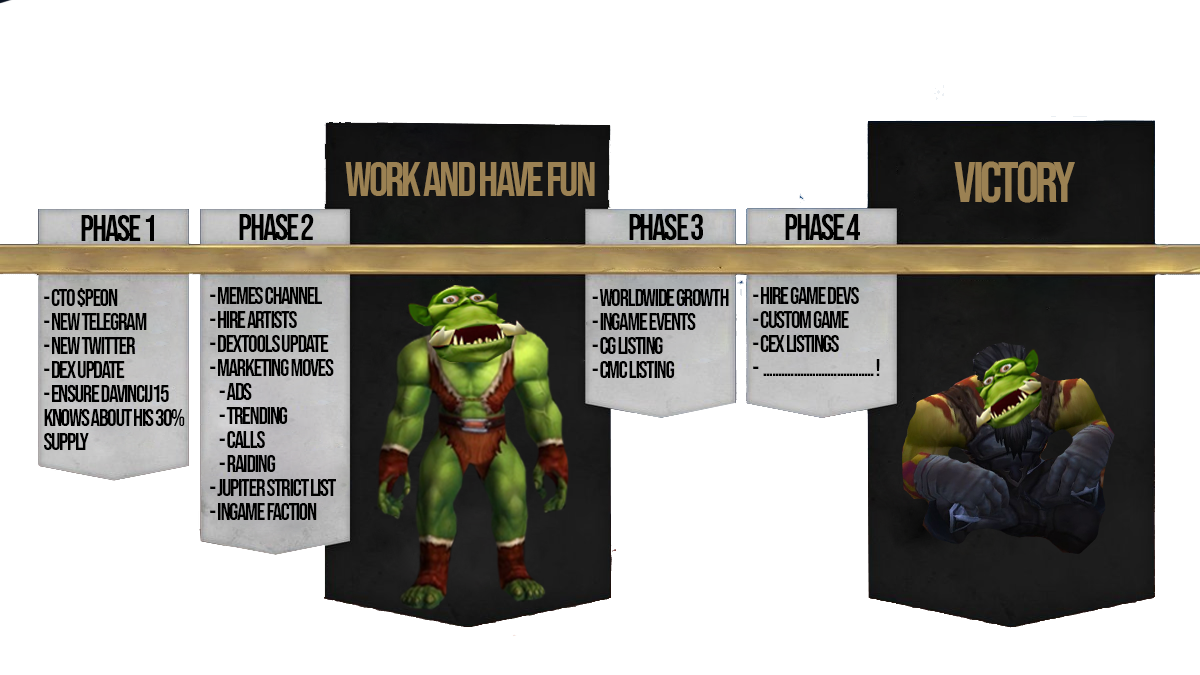 WORK AND HAVE FUN
VICTORY
PHASE 1
- CTO $PEON
- NEW TELEGRAM
- NEW TWITTER
- DEX UPDATE
- ENSURE DAVINCIJ15
KNOWS ABOUT HIS 30%
SUPPLY
PHASE 2
- MEMES CHANNEL
- HIRE ARTISTS
- DEXTOOLS UPDATE
- MARKETING MOVES
- ADS
- TRENDING
- CALLS
- RAIDING
- JUPITER STRICT LIST
- INGAME FACTION
PHASE 3
- WORLDWIDE GROWTH
- INGAME EVENTS
- CG LISTING
- CMC LISTING
PHASE 4
- HIRE GAME DEVS
- CUSTOM GAME
- CEX LISTINGS
- ....................................... !